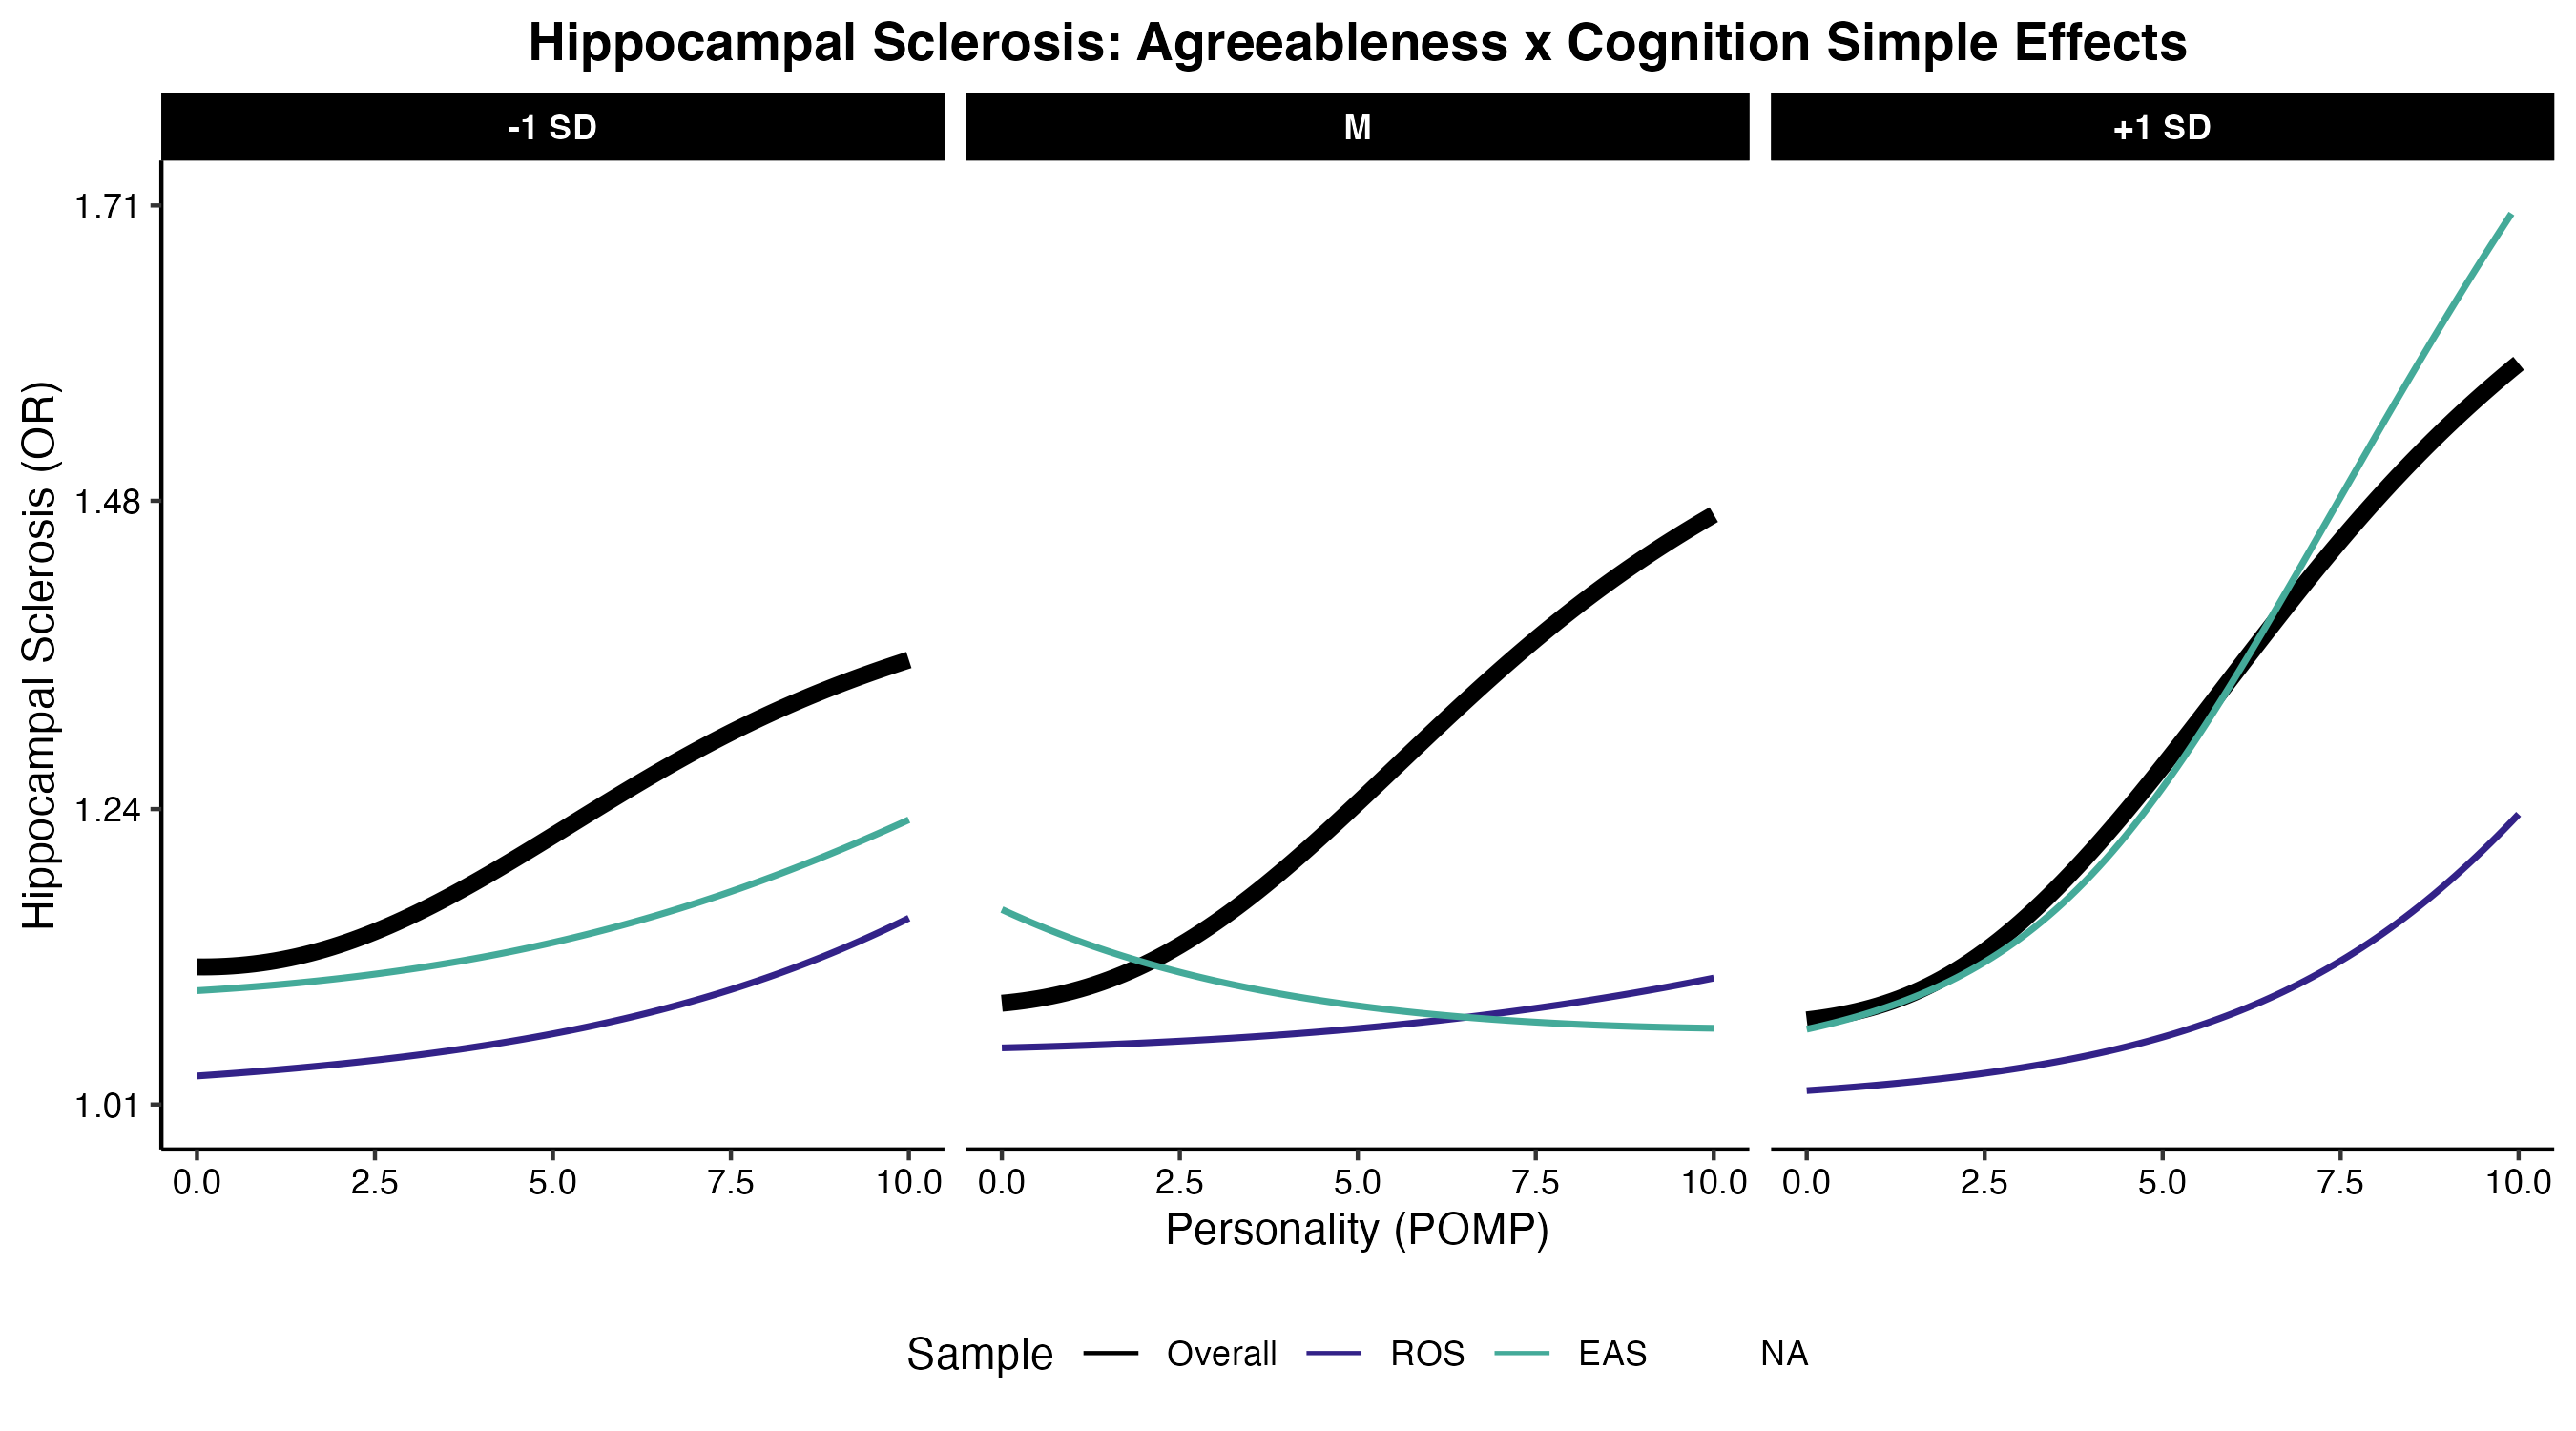 Hippocampal Sclerosis: Agreeableness x Cognition Simple Effects
-1 SD
M
+1 SD
Hippocampal Sclerosis (OR)
1.71
1.48
1.24
1.01
0.0 2.5 5.0 7.5 10.0
0.0 2.5 5.0 7.5 10.0
0.0 2.5 5.0 7.5 10.0
Personality (POMP)
Sample Overall ROS EAS NA